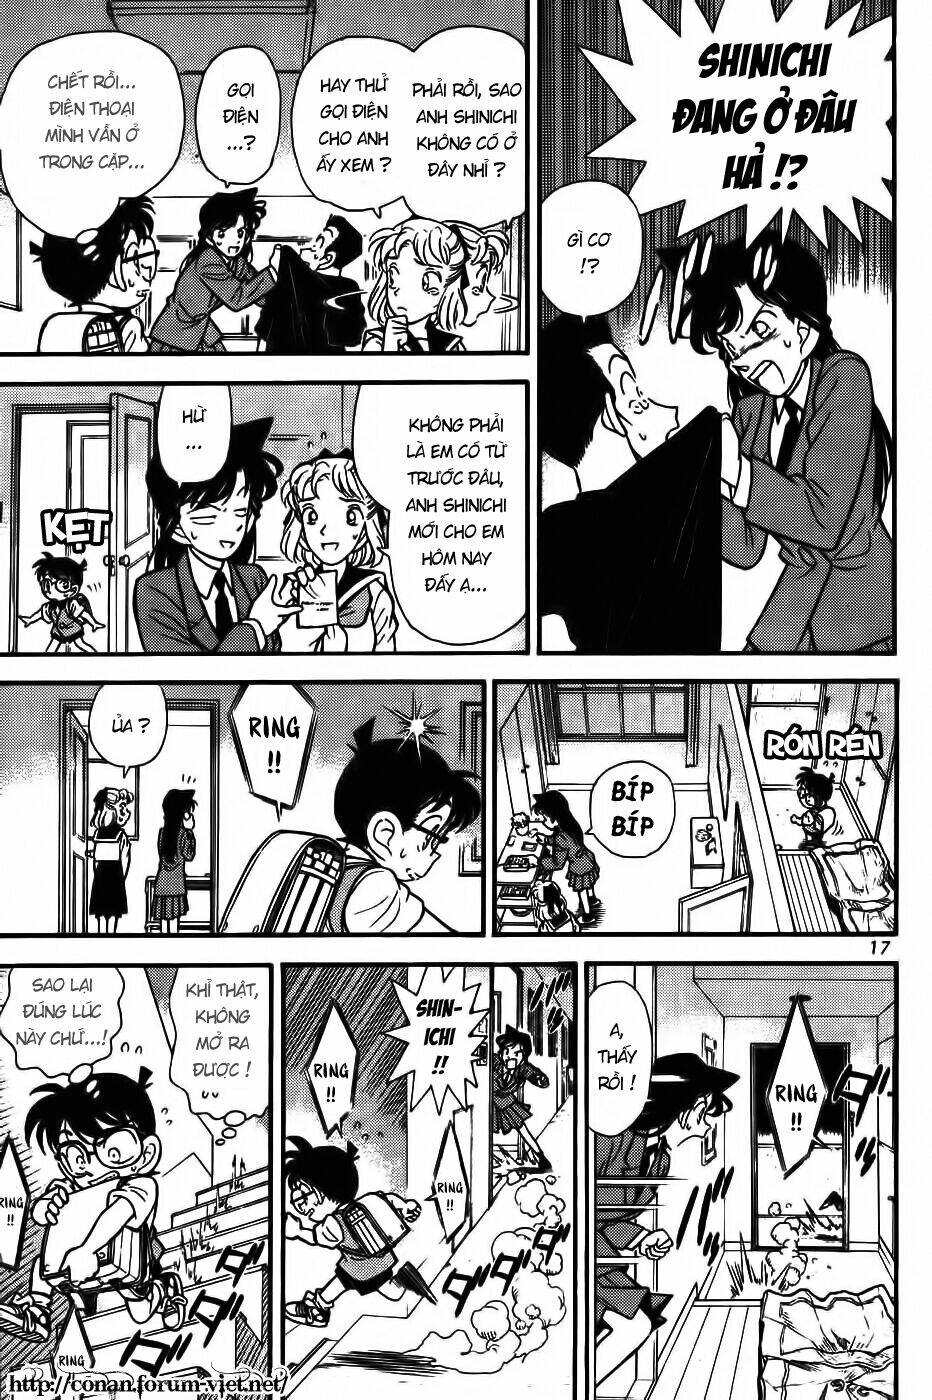 SHINICHI
ĐANG Ở ĐÂU
HẢ !?
GÌ CƠ
!?
PHẢI RỒI, SAO
ANH SHINICHI
KHÔNG CÓ Ở
ĐÂY NHỈ ?
HAY THỬ
GỌI ĐIỆN
CHO ANH
ẤY XEM ?
GỌI
ĐIỆN
...?
CHẾT RỒI...
ĐIỆN THOẠI
MÌNH VẪN Ở
TRONG CẶP...
KHÔNG PHẢI
LÀ EM CÓ TỪ
TRƯỚC ĐÂU,
ANH SHINICHI
MỚI CHO EM
HÔM NAY
ĐẤY Ạ...
HỪ
...
KẸT
RÓN RÉN
BÍP
BÍP
RING
!!
ỦA ?
17
RING
!!
A,
THẤY
RỒI !
SHIN-
ICHI
!!
RING
!!
RING
!!
KHỈ THẬT,
KHÔNG
MỞ RA
ĐƯỢC !
SAO LẠI
ĐÚNG LÚC
NÀY CHỨ...!
RING
!!
RING
http://conan.forum-viet.net/